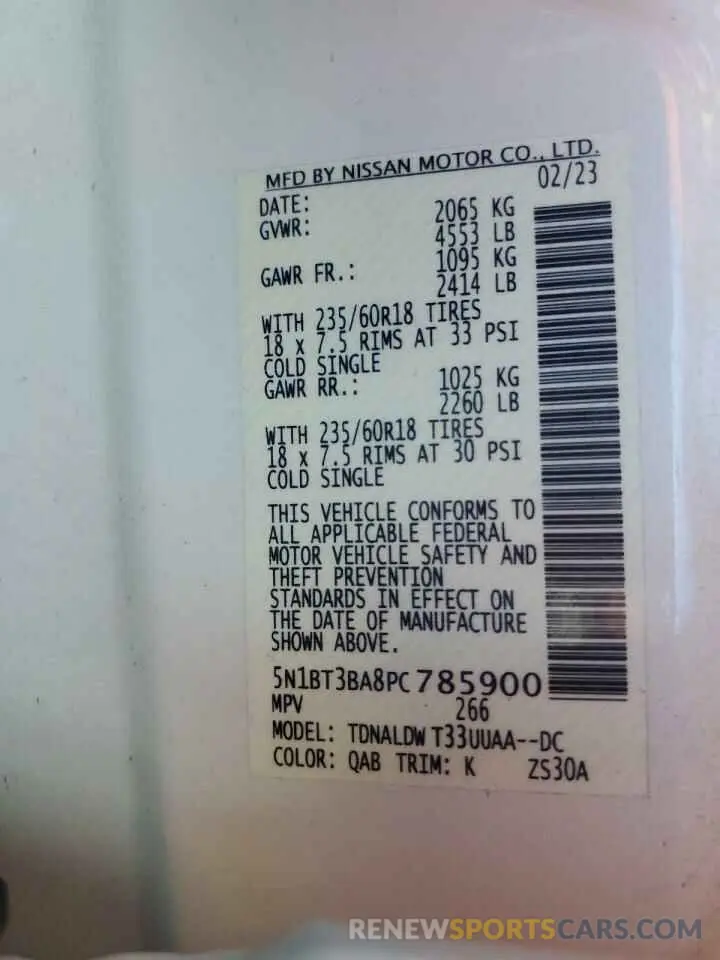 MFD BY NISSAN MOTOR CO., LTD.
DATE: 02/23
GVWR: 2065 KG
4553 LB
GAWR FR.: 1095 KG
2414 LB
WITH 235/60R18 TIRES
18 x 7.5 RIMS AT 33 PSI
COLD SINGLE
GAWR RR.: 1025 KG
2260 LB
WITH 235/60R18 TIRES
18 x 7.5 RIMS AT 30 PSI
COLD SINGLE
THIS VEHICLE CONFORMS TO
ALL APPLICABLE FEDERAL
MOTOR VEHICLE SAFETY AND
THEFT PREVENTION
STANDARDS IN EFFECT ON
THE DATE OF MANUFACTURE
SHOWN ABOVE.
5N1BT3BA8PC 785900
MPV 266
MODEL: TDNALDW T33UUAA--DC
COLOR: QAB TRIM: K ZS30A
RENEWSPORTSCARS.COM